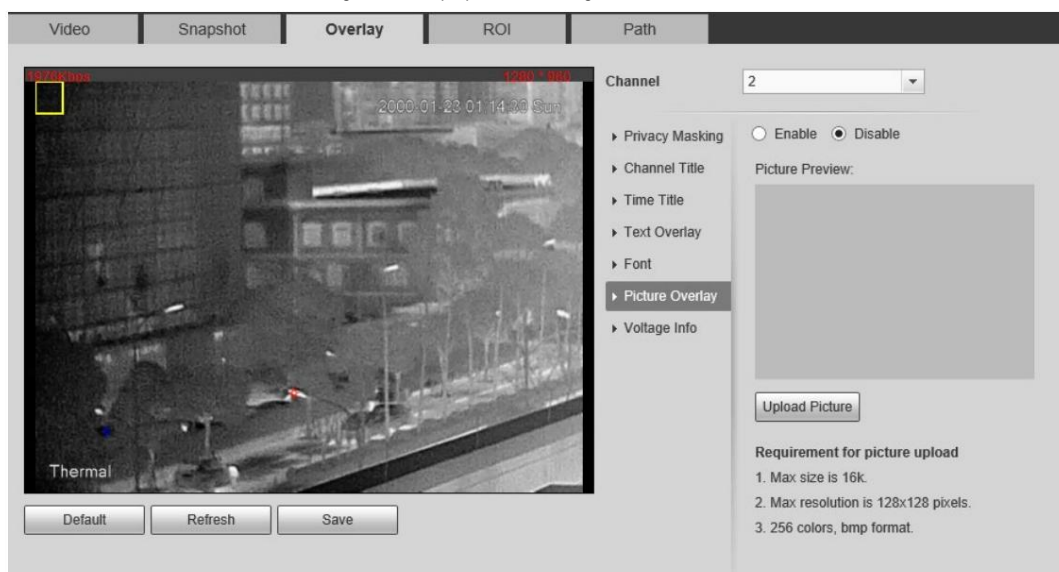 Video Snapshot Overlay ROI Path
1976Kbps 1280 * 960
2000-01-23 01:14:30 Sun
Thermal
Default Refresh Save
Channel 2
Privacy Masking
Channel Title
Time Title
Text Overlay
Font
Picture Overlay
Voltage Info
Enable Disable
Picture Preview:
Upload Picture
Requirement for picture upload
1. Max size is 16k.
2. Max resolution is 128x128 pixels.
3. 256 colors, bmp format.